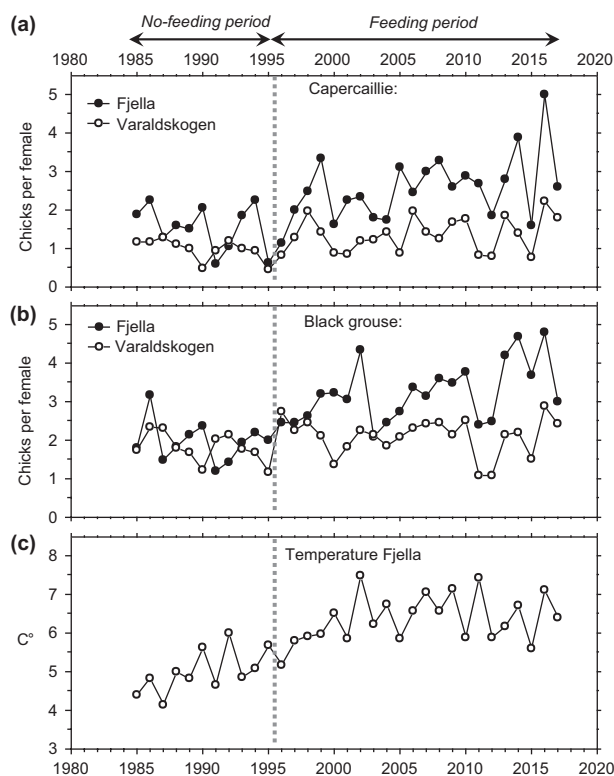 No-feeding period Feeding period
(a)
1980 1985 1990 1995 2000 2005 2010 2015 2020
5
Capercaillie:
Fjella
4
Varaldskogen
3
2
1
0
Chicks per female
(b)
5
Black grouse:
Fjella
4
Varaldskogen
3
2
1
0
Chicks per female
(c)
8
Temperature Fjella
7
6
5
4
3
C°
1980 1985 1990 1995 2000 2005 2010 2015 2020